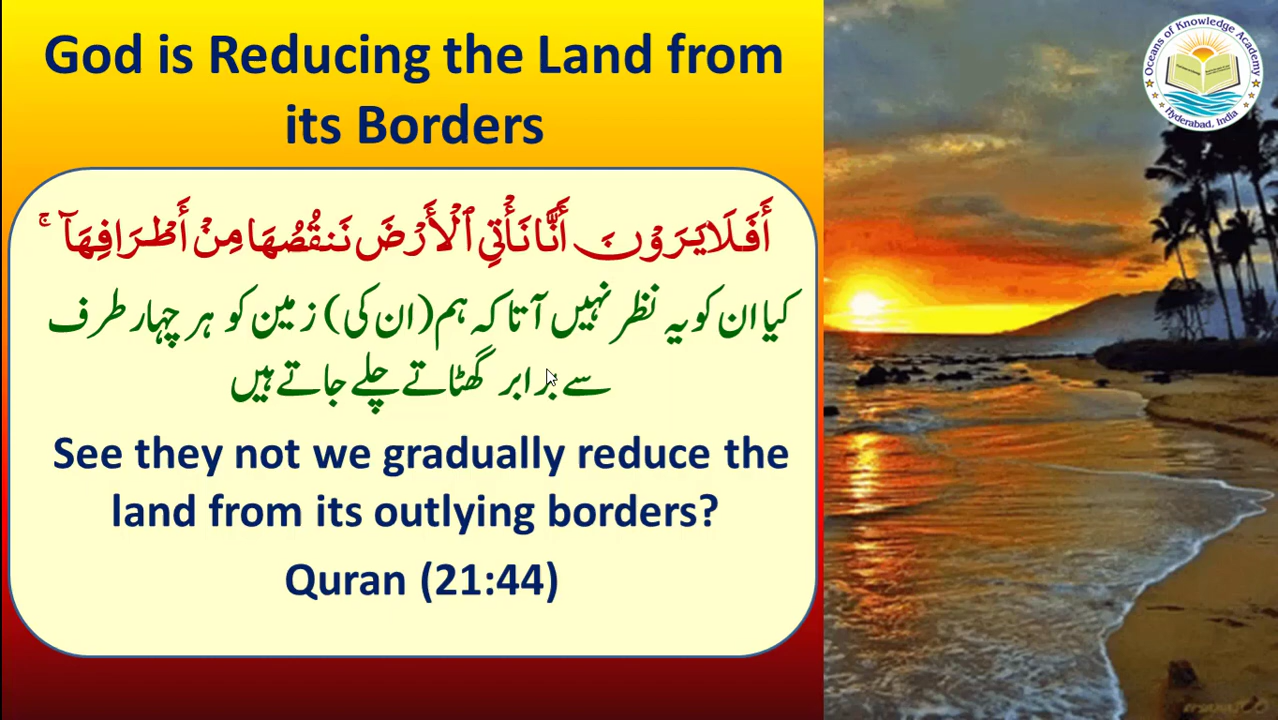 God is Reducing the Land from
its Borders
أَفَلَا يَرَوۡنَ أَنَّا نَأۡتِي ٱلۡأَرۡضَ نَنقُصُهَا مِنۡ أَطۡرَافِهَآۚ
کیا ان کو یہ نظر نہیں آتا کہ ہم (ان کی) زمین کو ہر چہار طرف
سے برابر گھٹاتے چلے جاتے ہیں
See they not we gradually reduce the
land from its outlying borders?
Quran (21:44)
Oceans of Knowledge Academy
Hyderabad, India